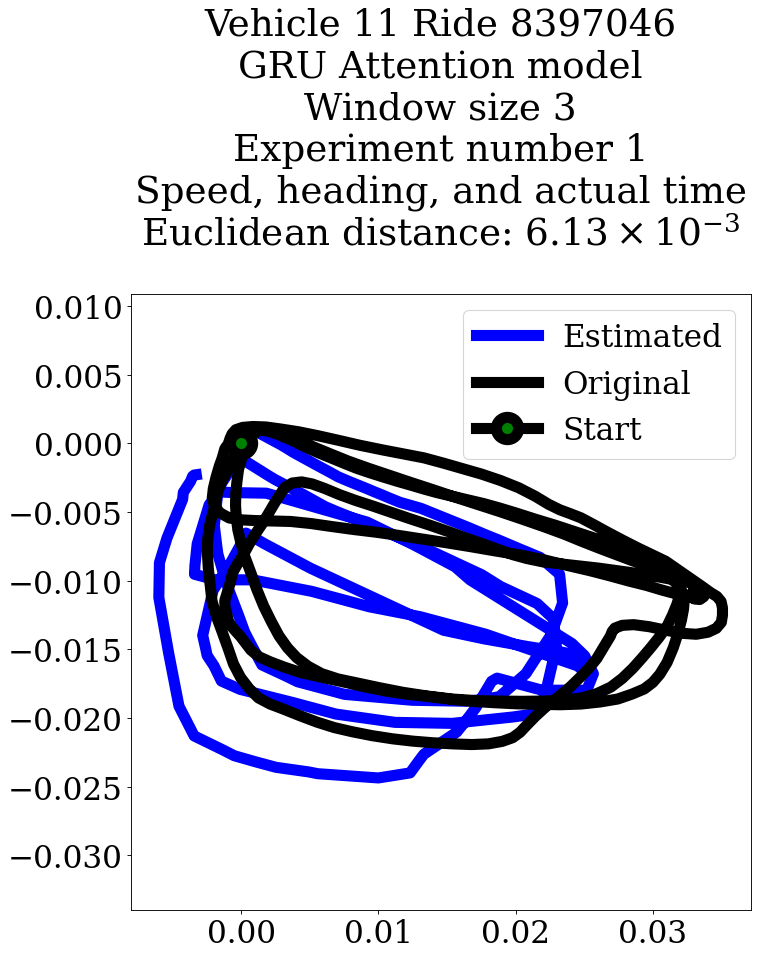 Vehicle 11 Ride 8397046
GRU Attention model
Window size 3
Experiment number 1
Speed, heading, and actual time
Euclidean distance: 6.13 × 10⁻³
Estimated
Original
Start
0.010
0.005
0.000
−0.005
−0.010
−0.015
−0.020
−0.025
−0.030
0.00 0.01 0.02 0.03